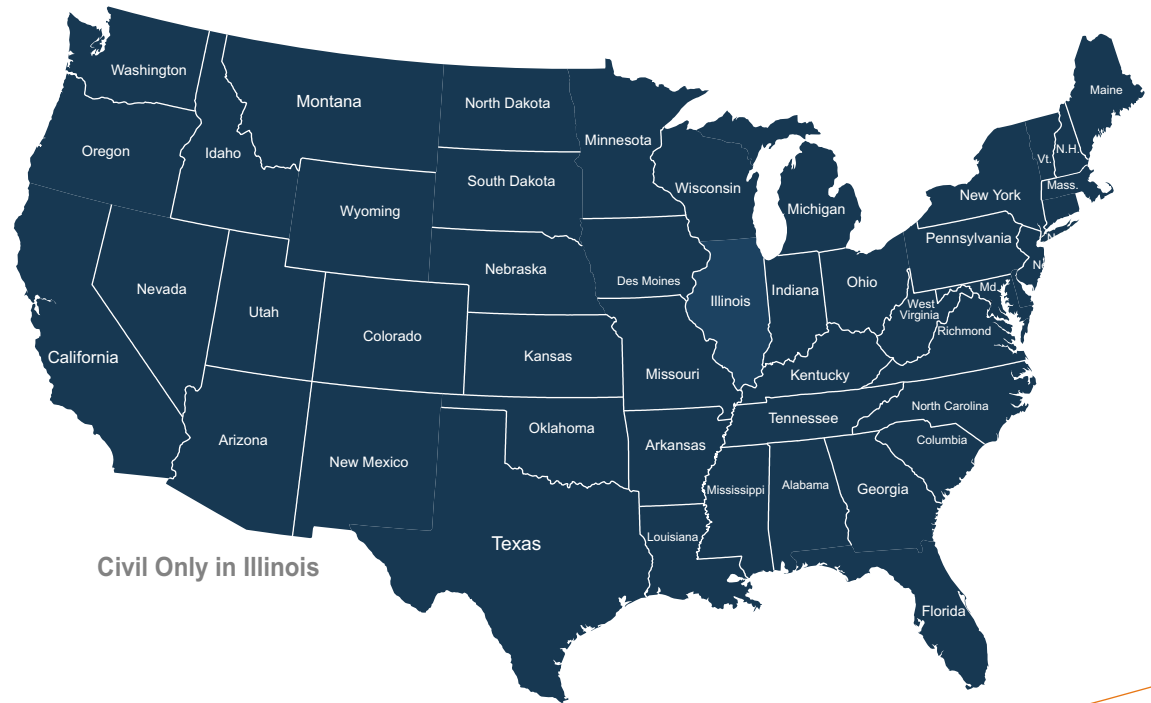 Washington
Montana
North Dakota
Minnesota
Maine
Oregon
Idaho
South Dakota
Wisconsin
Michigan
Vt.
N.H.
Mass.
New York
Wyoming
Nebraska
Pennsylvania
Nevada
Utah
Colorado
Des Moines
Illinois
Indiana
Ohio
West
Virginia
Md
Richmond
California
Kansas
Missouri
Kentucky
Arizona
New Mexico
Oklahoma
Arkansas
Tennessee
North Carolina
Columbia
Mississippi
Alabama
Georgia
Texas
Louisiana
Florida
Civil Only in Illinois